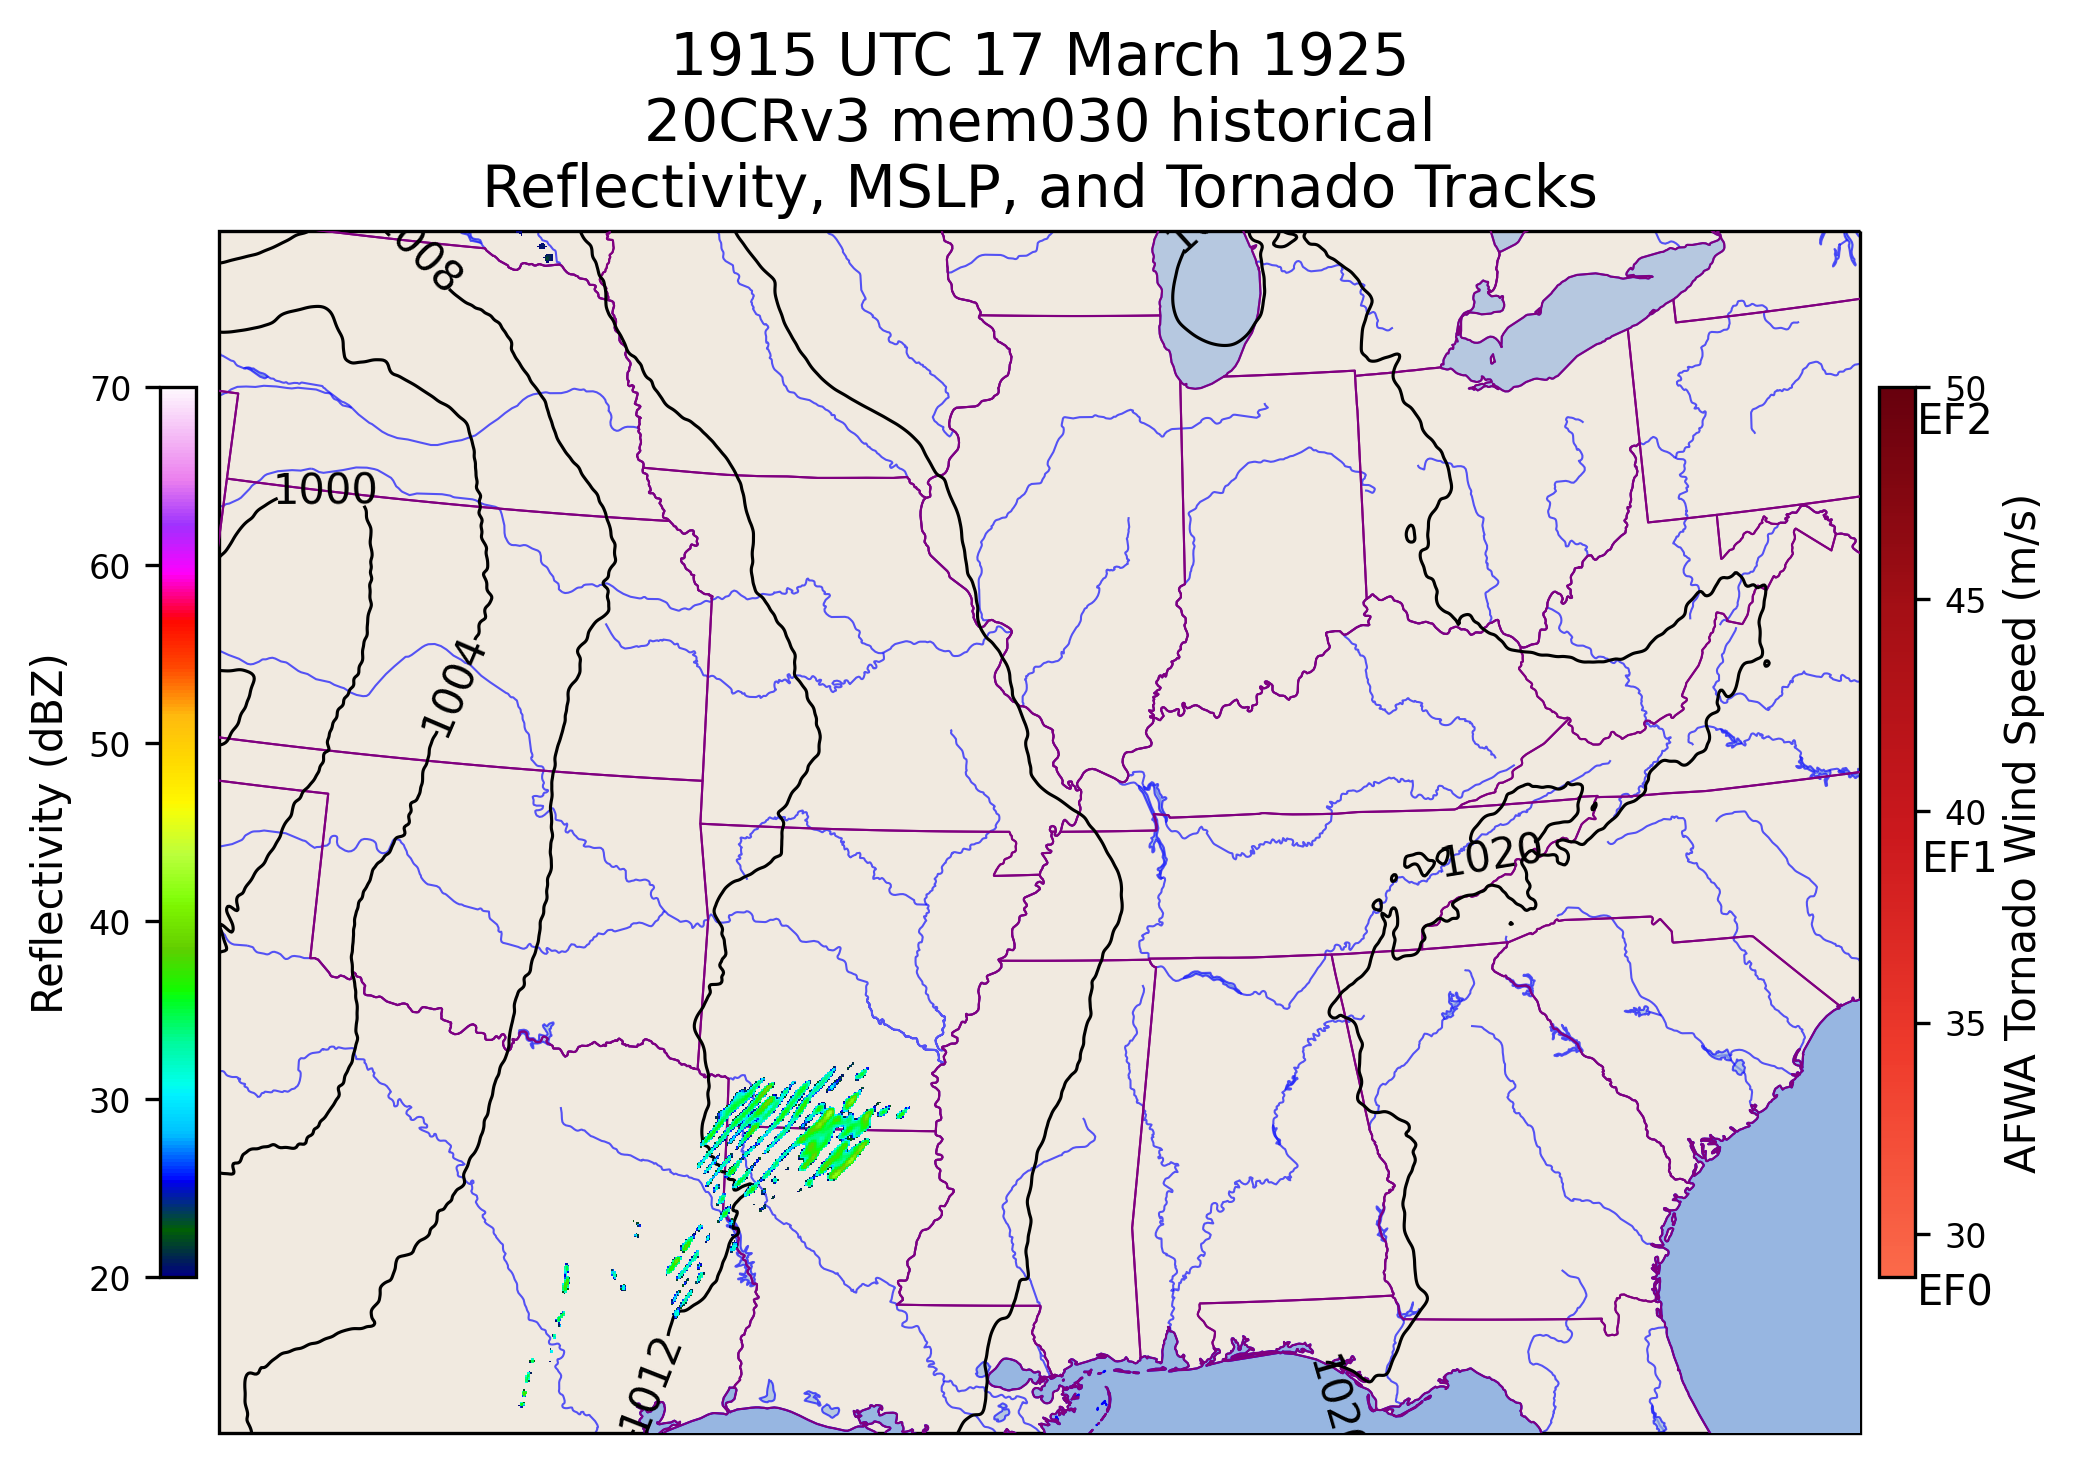 1915 UTC 17 March 1925
20CRv3 mem030 historical
Reflectivity, MSLP, and Tornado Tracks
1008
1000
1004
1020
1012
1020
70
60
50
40
30
20
Reflectivity (dBZ)
50
EF2
45
40
EF1
35
30
EF0
AFWA Tornado Wind Speed (m/s)